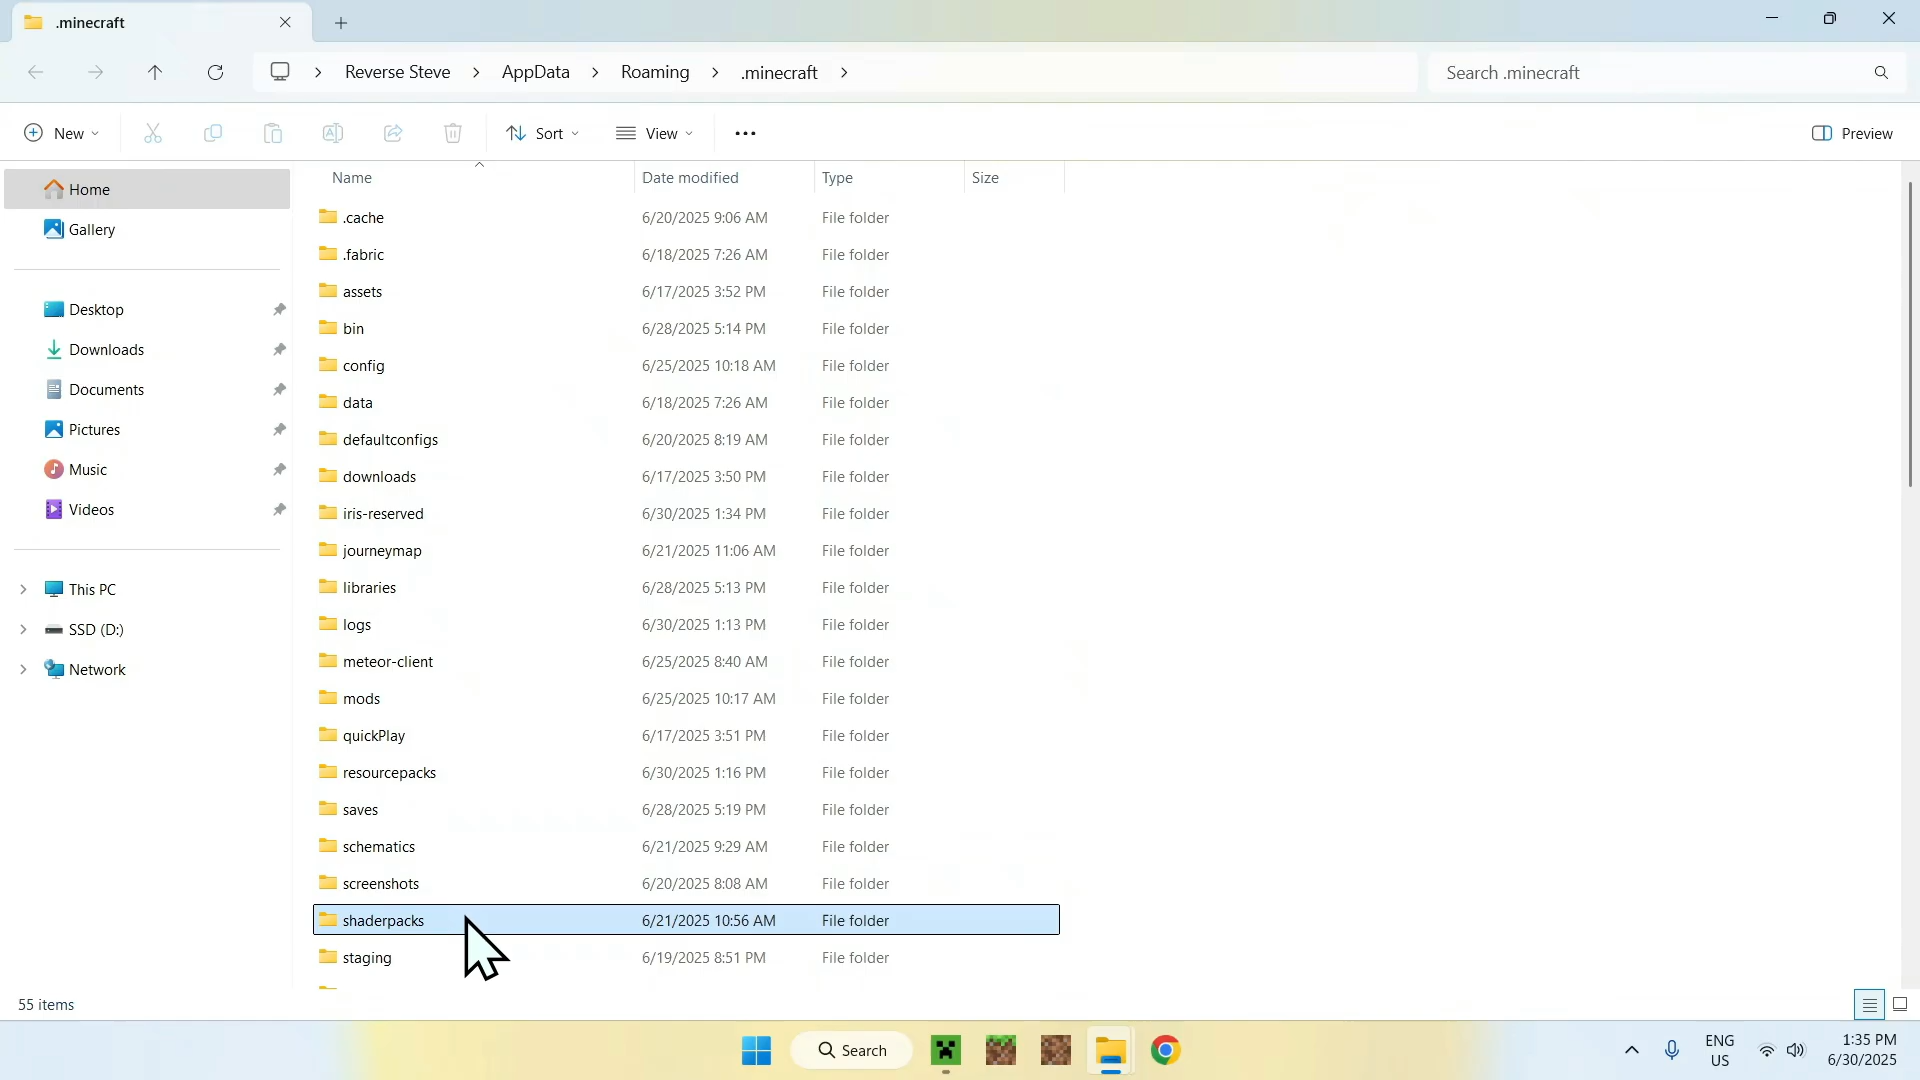 .minecraft
Reverse Steve AppData Roaming .minecraft
Search .minecraft
New Sort View Preview
Name Date modified Type Size
Home
Gallery
Desktop
Downloads
Documents
Pictures
Music
Videos
This PC
SSD (D:)
Network
.cache 6/20/2025 9:06 AM File folder
.fabric 6/18/2025 7:26 AM File folder
assets 6/17/2025 3:52 PM File folder
bin 6/28/2025 5:14 PM File folder
config 6/25/2025 10:18 AM File folder
data 6/18/2025 7:26 AM File folder
defaultconfigs 6/20/2025 8:19 AM File folder
downloads 6/17/2025 3:50 PM File folder
iris-reserved 6/30/2025 1:34 PM File folder
journeymap 6/21/2025 11:06 AM File folder
libraries 6/28/2025 5:13 PM File folder
logs 6/30/2025 1:13 PM File folder
meteor-client 6/25/2025 8:40 AM File folder
mods 6/25/2025 10:17 AM File folder
quickPlay 6/17/2025 3:51 PM File folder
resourcepacks 6/30/2025 1:16 PM File folder
saves 6/28/2025 5:19 PM File folder
schematics 6/21/2025 9:29 AM File folder
screenshots 6/20/2025 8:08 AM File folder
shaderpacks 6/21/2025 10:56 AM File folder
staging 6/19/2025 8:51 PM File folder
55 items
Search
ENG
US
1:35 PM
6/30/2025